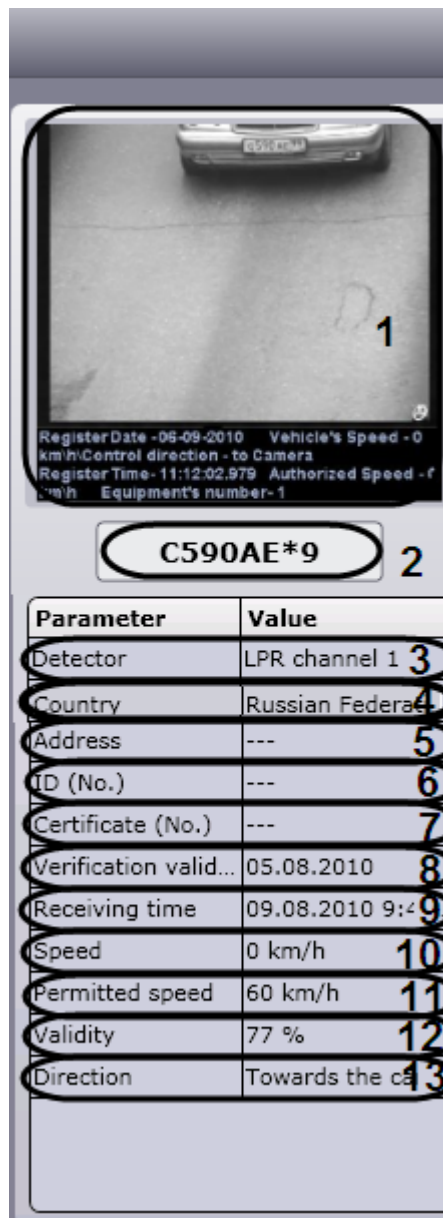 RegisterDate -06-09-2010 Vehicle's Speed - 0
km\h\Control direction - to Camera
Register Time- 11:12:02.979 Authorized Speed -
km\h Equipment's number- 1
1
C590AE*9 2
Parameter Value
Detector LPR channel 1 3
Country Russian Federa 4
Address --- 5
ID (No.) --- 6
Certificate (No.) --- 7
Verification valid... 05.08.2010 8
Receiving time 09.08.2010 9:4 9
Speed 0 km/h 10
Permitted speed 60 km/h 11
Validity 77 % 12
Direction Towards the ca 13